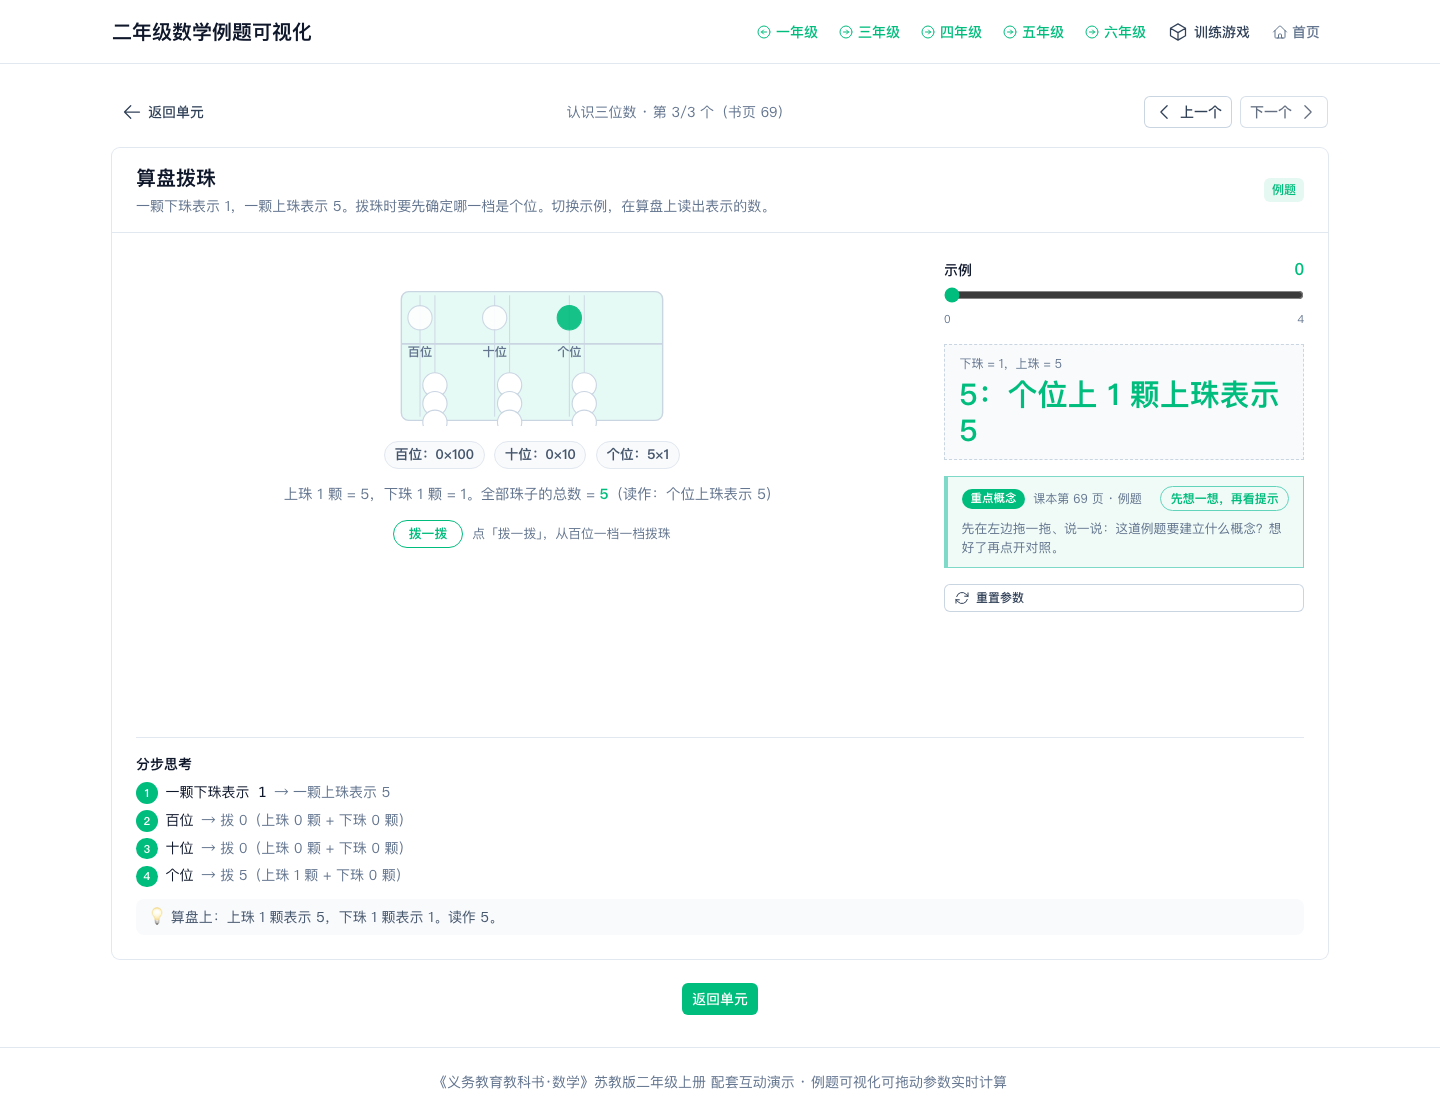 二年级数学例题可视化
一年级 三年级 四年级 五年级 六年级 训练游戏 首页
返回单元
认识三位数 · 第 3/3 个（书页 69）
上一个 下一个
算盘拨珠
一颗下珠表示 1，一颗上珠表示 5。拨珠时要先确定哪一档是个位。切换示例，在算盘上读出表示的数。
例题
百位 十位 个位
百位：0×100 十位：0×10 个位：5×1
上珠 1 颗 = 5，下珠 1 颗 = 1。全部珠子的总数 = 5（读作：个位上珠表示 5）
拨一拨 点「拨一拨」，从百位一档一档拨珠
示例 0
0 4
下珠 = 1，上珠 = 5
5：个位上 1 颗上珠表示
5
重点概念 课本第 69 页 · 例题 先想一想，再看提示
先在左边拖一拖、说一说：这道例题要建立什么概念？想
好了再点开对照。
重置参数
分步思考
1 一颗下珠表示 1 → 一颗上珠表示 5
2 百位 → 拨 0（上珠 0 颗 + 下珠 0 颗）
3 十位 → 拨 0（上珠 0 颗 + 下珠 0 颗）
4 个位 → 拨 5（上珠 1 颗 + 下珠 0 颗）
💡 算盘上：上珠 1 颗表示 5，下珠 1 颗表示 1。读作 5。
返回单元
《义务教育教科书·数学》苏教版二年级上册 配套互动演示 · 例题可视化可拖动参数实时计算